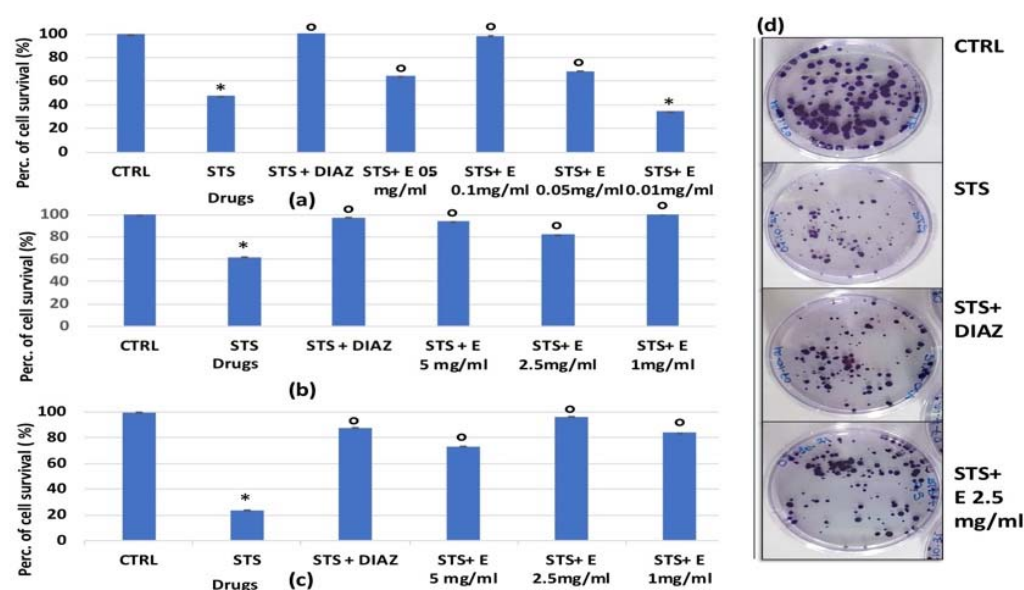 Perc. of cell survival (%)
100
80
60
40
20
0
*
o
o
o
o
*
CTRL STS STS + DIAZ STS+ E 05 STS+ E STS+ E STS+ E
mg/ml 0.1mg/ml 0.05mg/ml 0.01mg/ml
Drugs
(a)
Perc. of cell survival (%)
100
80
60
40
20
0
*
o
o
o
o
CTRL STS STS + DIAZ STS + E STS+ E STS+ E
5 mg/ml 2.5mg/ml 1mg/ml
Drugs
(b)
Perc. of cell survival ( %)
100
80
60
40
20
0
*
o
o
o
o
CTRL STS STS + DIAZ STS+ E STS+ E STS+ E
5 mg/ml 2.5mg/ml 1mg/ml
Drugs
(c)
(d)
CTRL
STS
STS+
DIAZ
STS+
E 2.5
mg/ml